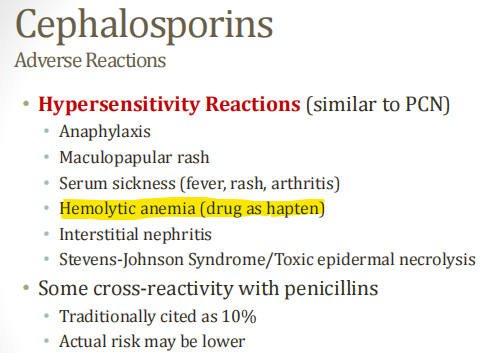 Cephalosporins
Adverse Reactions
• Hypersensitivity Reactions (similar to PCN)
• Anaphylaxis
• Maculopapular rash
• Serum sickness (fever, rash, arthritis)
• Hemolytic anemia (drug as hapten)
• Interstitial nephritis
• Stevens-Johnson Syndrome/Toxic epidermal necrolysis
• Some cross-reactivity with penicillins
• Traditionally cited as 10%
• Actual risk may be lower